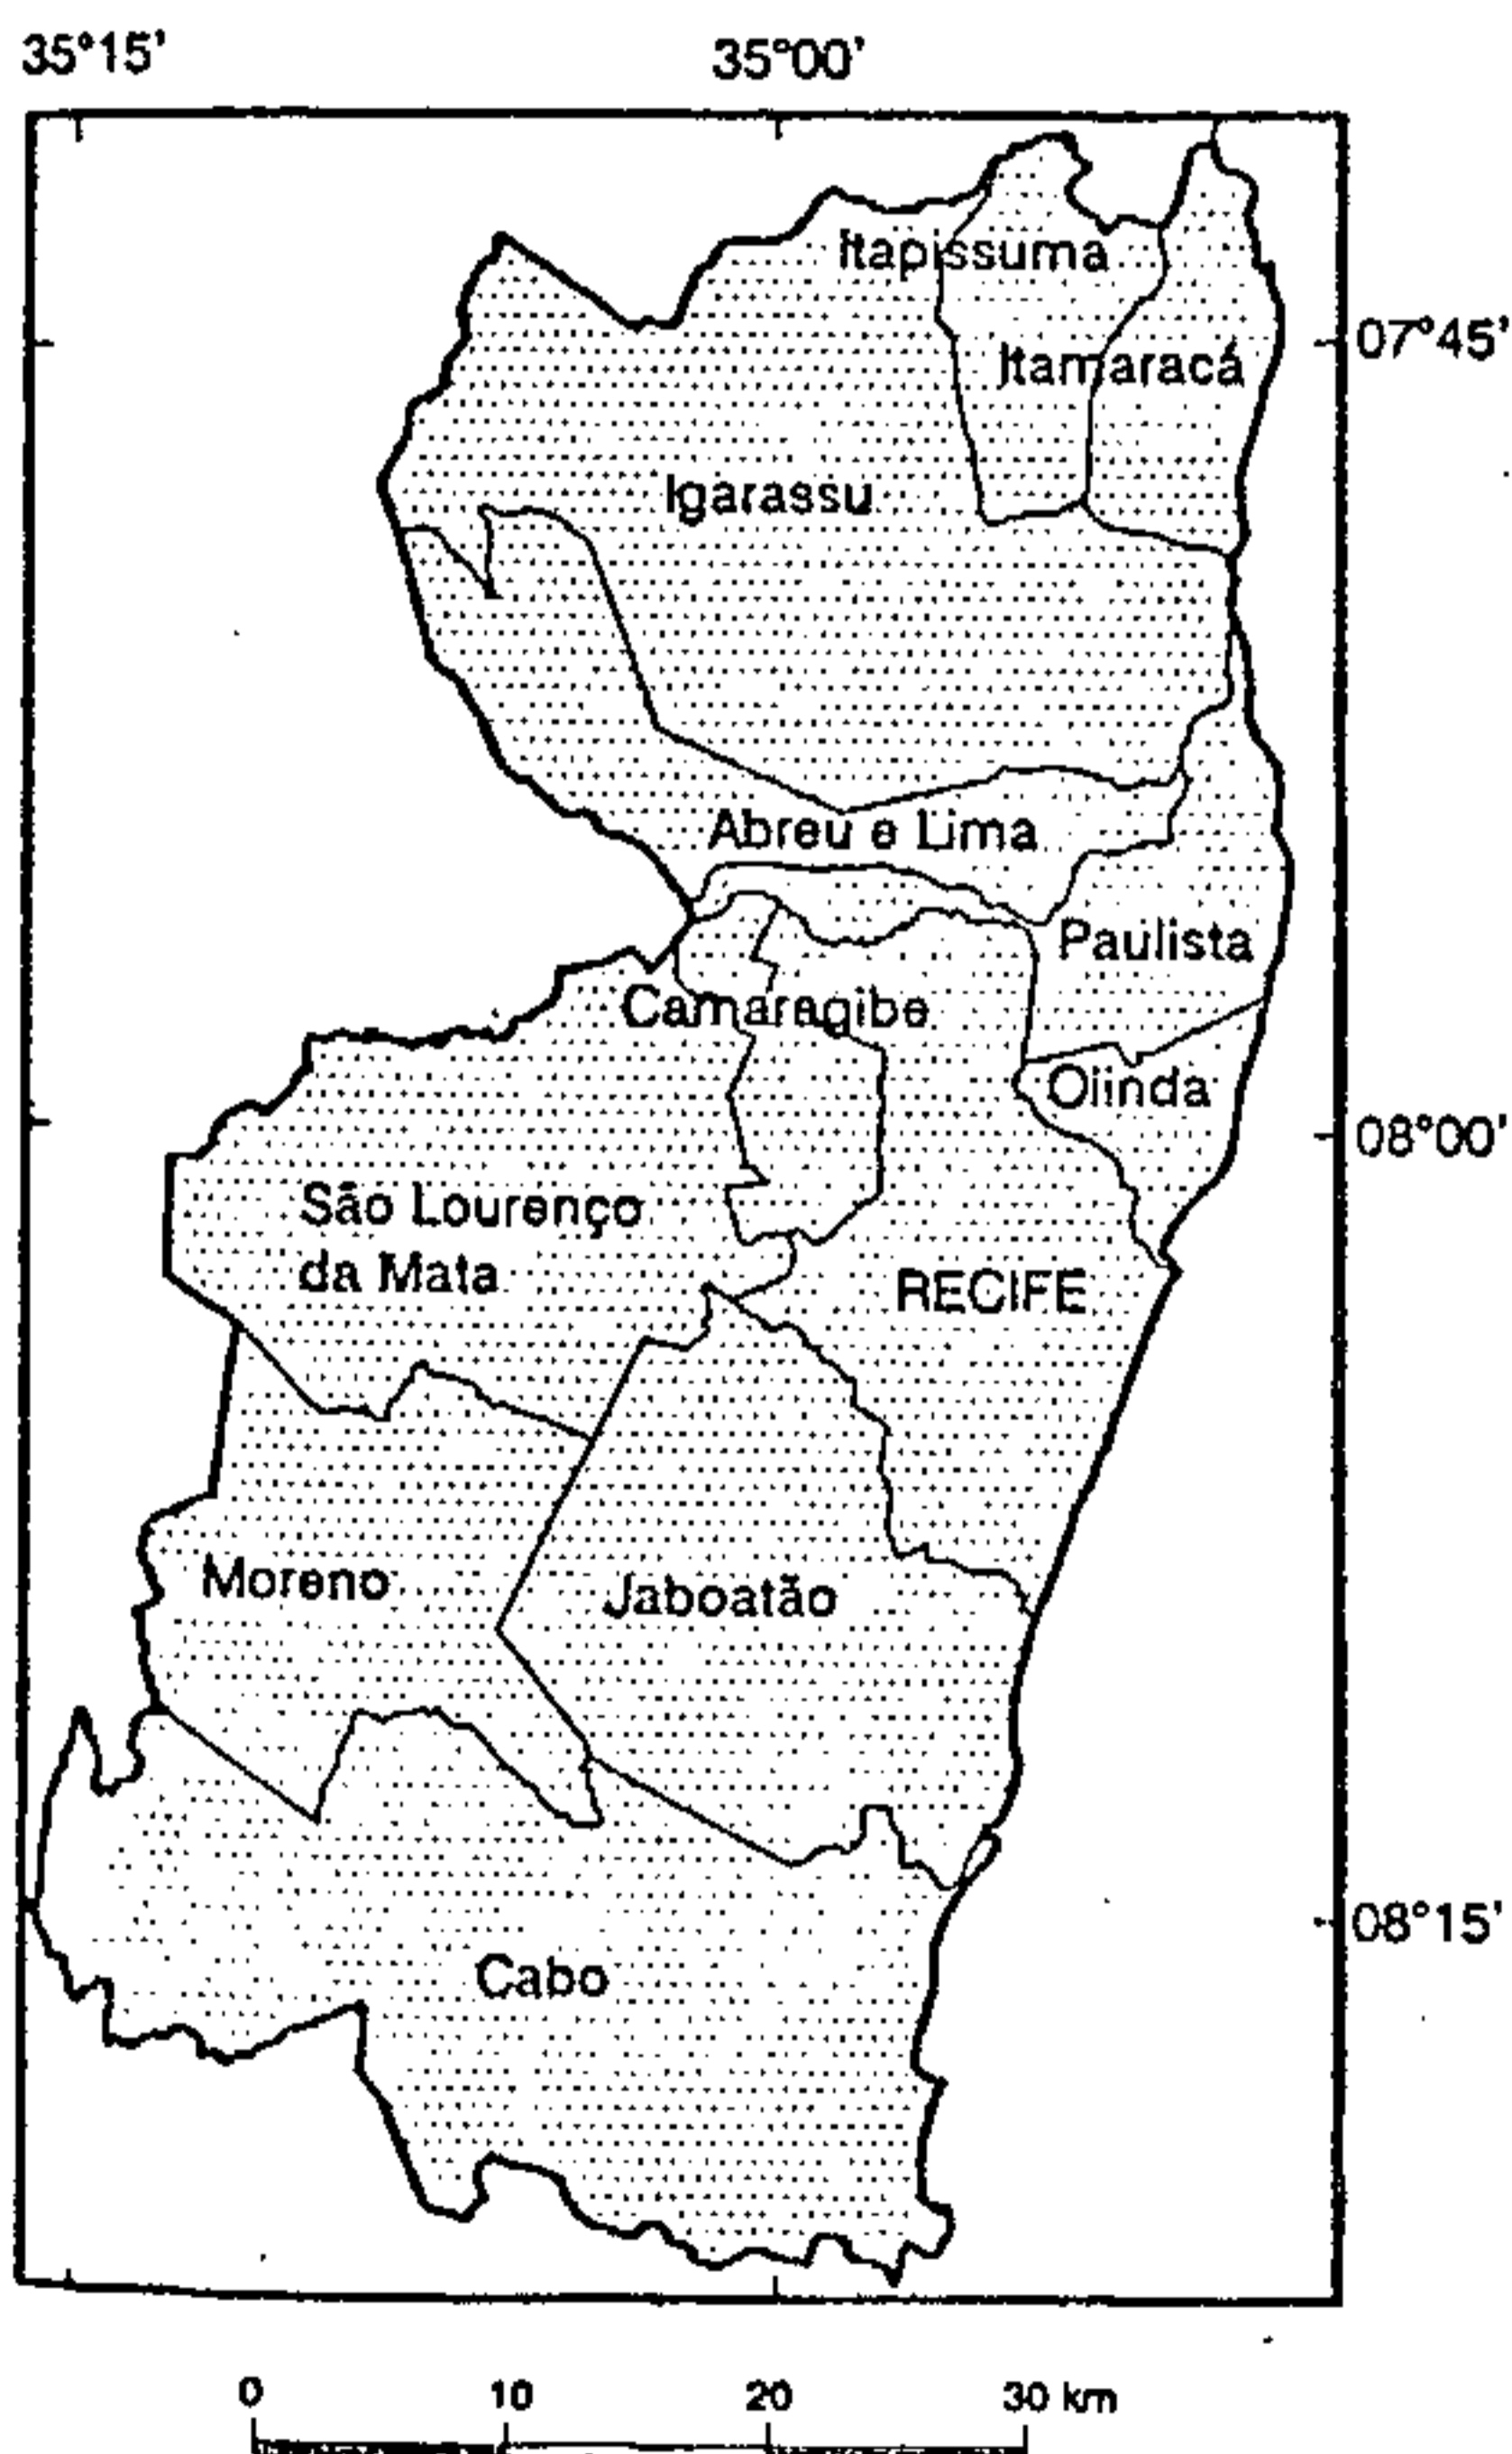 35°15' 35°00'
Itapissuma
07°45'
Itamaracá
Igarassu
Abreu e Lima
Paulista
Camaragibe
Olinda
08°00'
São Lourenço
da Mata
RECIFE
Moreno
Jaboatão
08°15'
Cabo
0 10 20 30 km